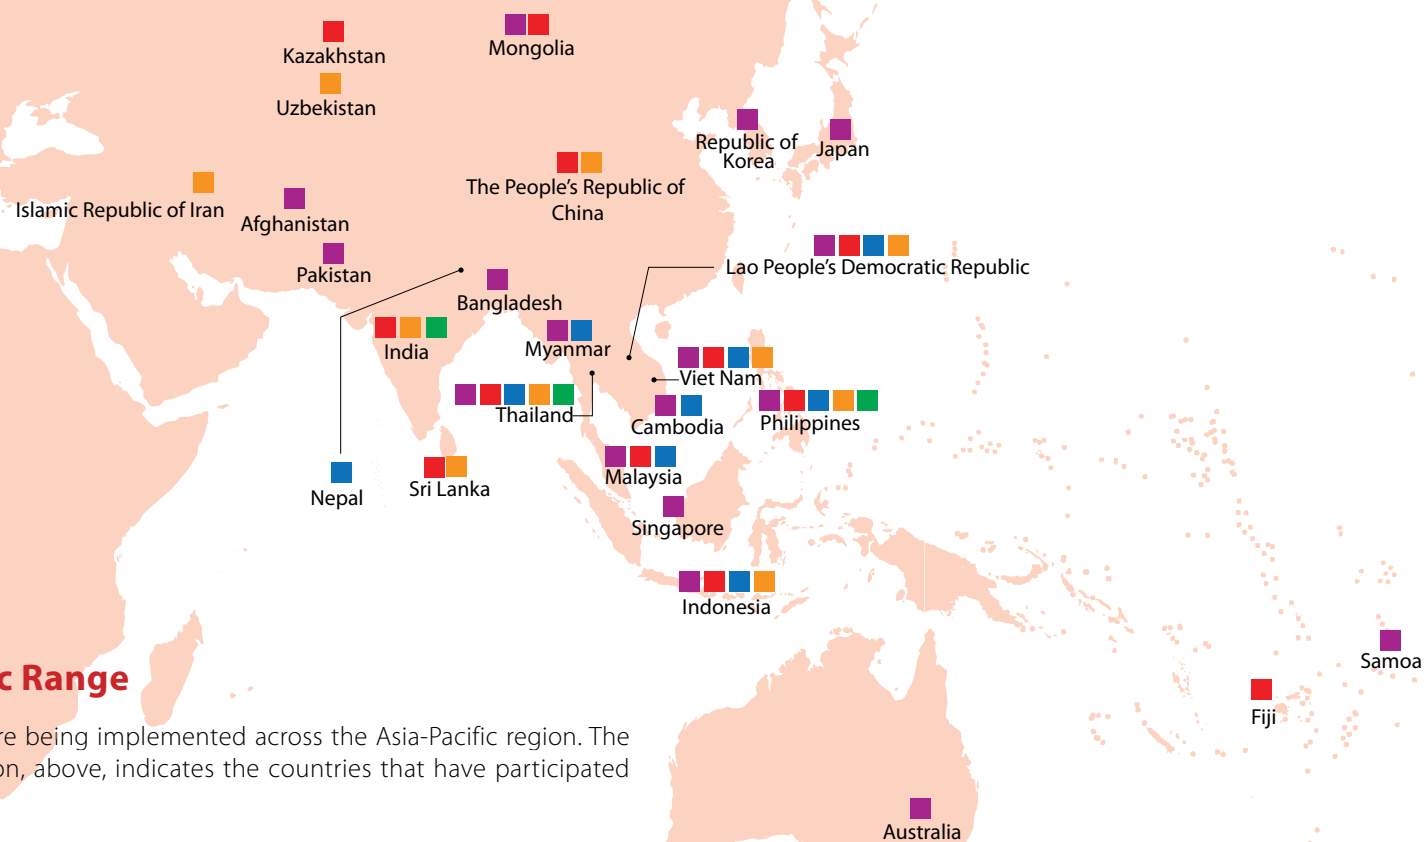 Kazakhstan
Mongolia
Uzbekistan
Republic of
Korea
Japan
The People’s Republic of
China
Islamic Republic of Iran
Afghanistan
Pakistan
Lao People’s Democratic Republic
Bangladesh
India
Myanmar
Viet Nam
Thailand
Cambodia
Philippines
Malaysia
Nepal
Sri Lanka
Singapore
Indonesia
Samoa
Fiji
Australia
c Range
re being implemented across the Asia-Pacific region. The
on, above, indicates the countries that have participated